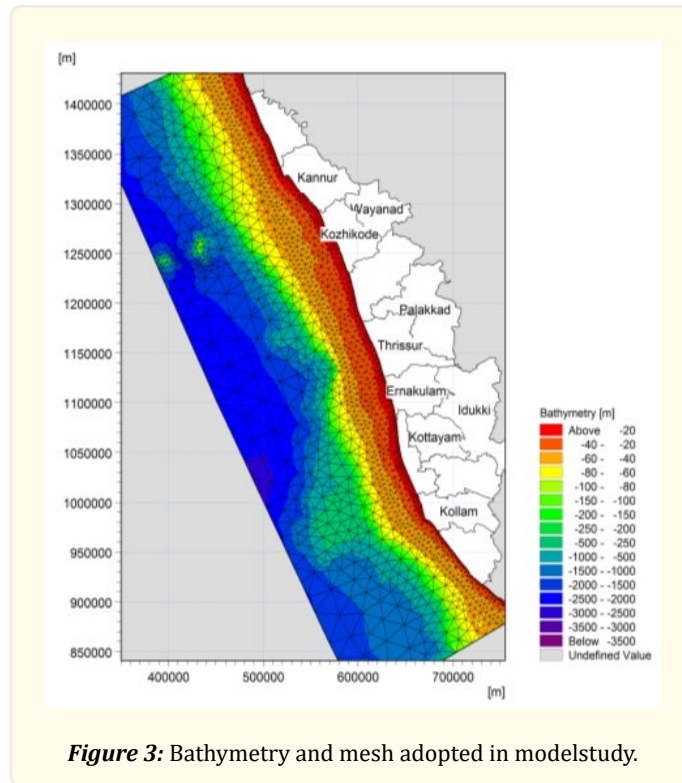 [m]
1400000
1350000
1300000
1250000
1200000
1150000
1100000
1050000
1000000
950000
900000
850000
400000 500000 600000 700000
[m]
Kannur
Wayanad
Kozhikode
Palakkad
Thrissur
Ernakulam
Idukki
Kottayam
Kollam
Bathymetry [m]
Above -20
-40 - -20
-60 - -40
-80 - -60
-100 - -80
-150 - -100
-200 - -150
-250 - -200
-500 - -250
-1000 - -500
-1500 - -1000
-2000 - -1500
-2500 - -2000
-3000 - -2500
-3500 - -3000
Below -3500
Undefined Value
Figure 3: Bathymetry and mesh adopted in modelstudy.